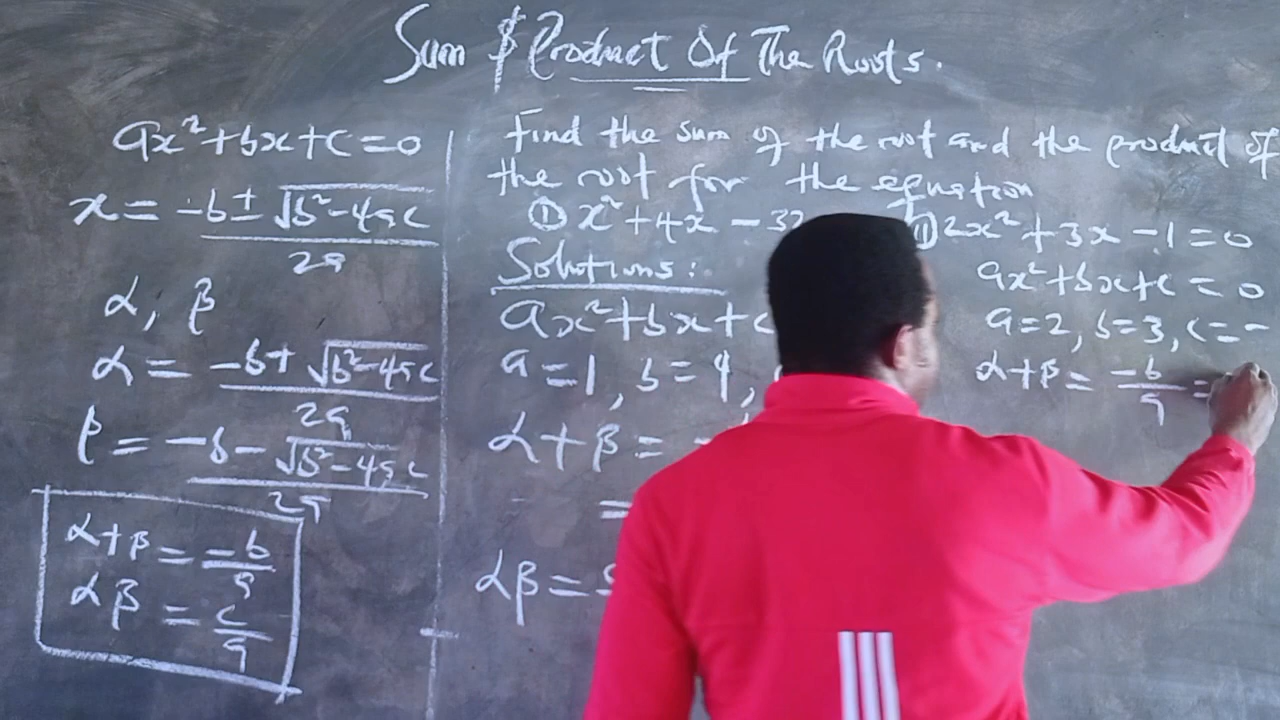 Sum & Product Of The Roots.
ax²+bx+c=0
x = -b ± √b²-4ac
2a
α, β
α = -b+ √b²-4ac
2a
β = -b- √b²-4ac
2a
α+β = -b
a
αβ = c
a
Find the sum of the root and the product of
the root for the equation
① x²+4x-32
Solutions:
ax²+bx+c
a=1, b=4,
α+β = -
=
αβ =
⑪ 2x²+3x-1=0
ax²+bx+c=0
a=2, b=3, c=-
α+β = -b =
a